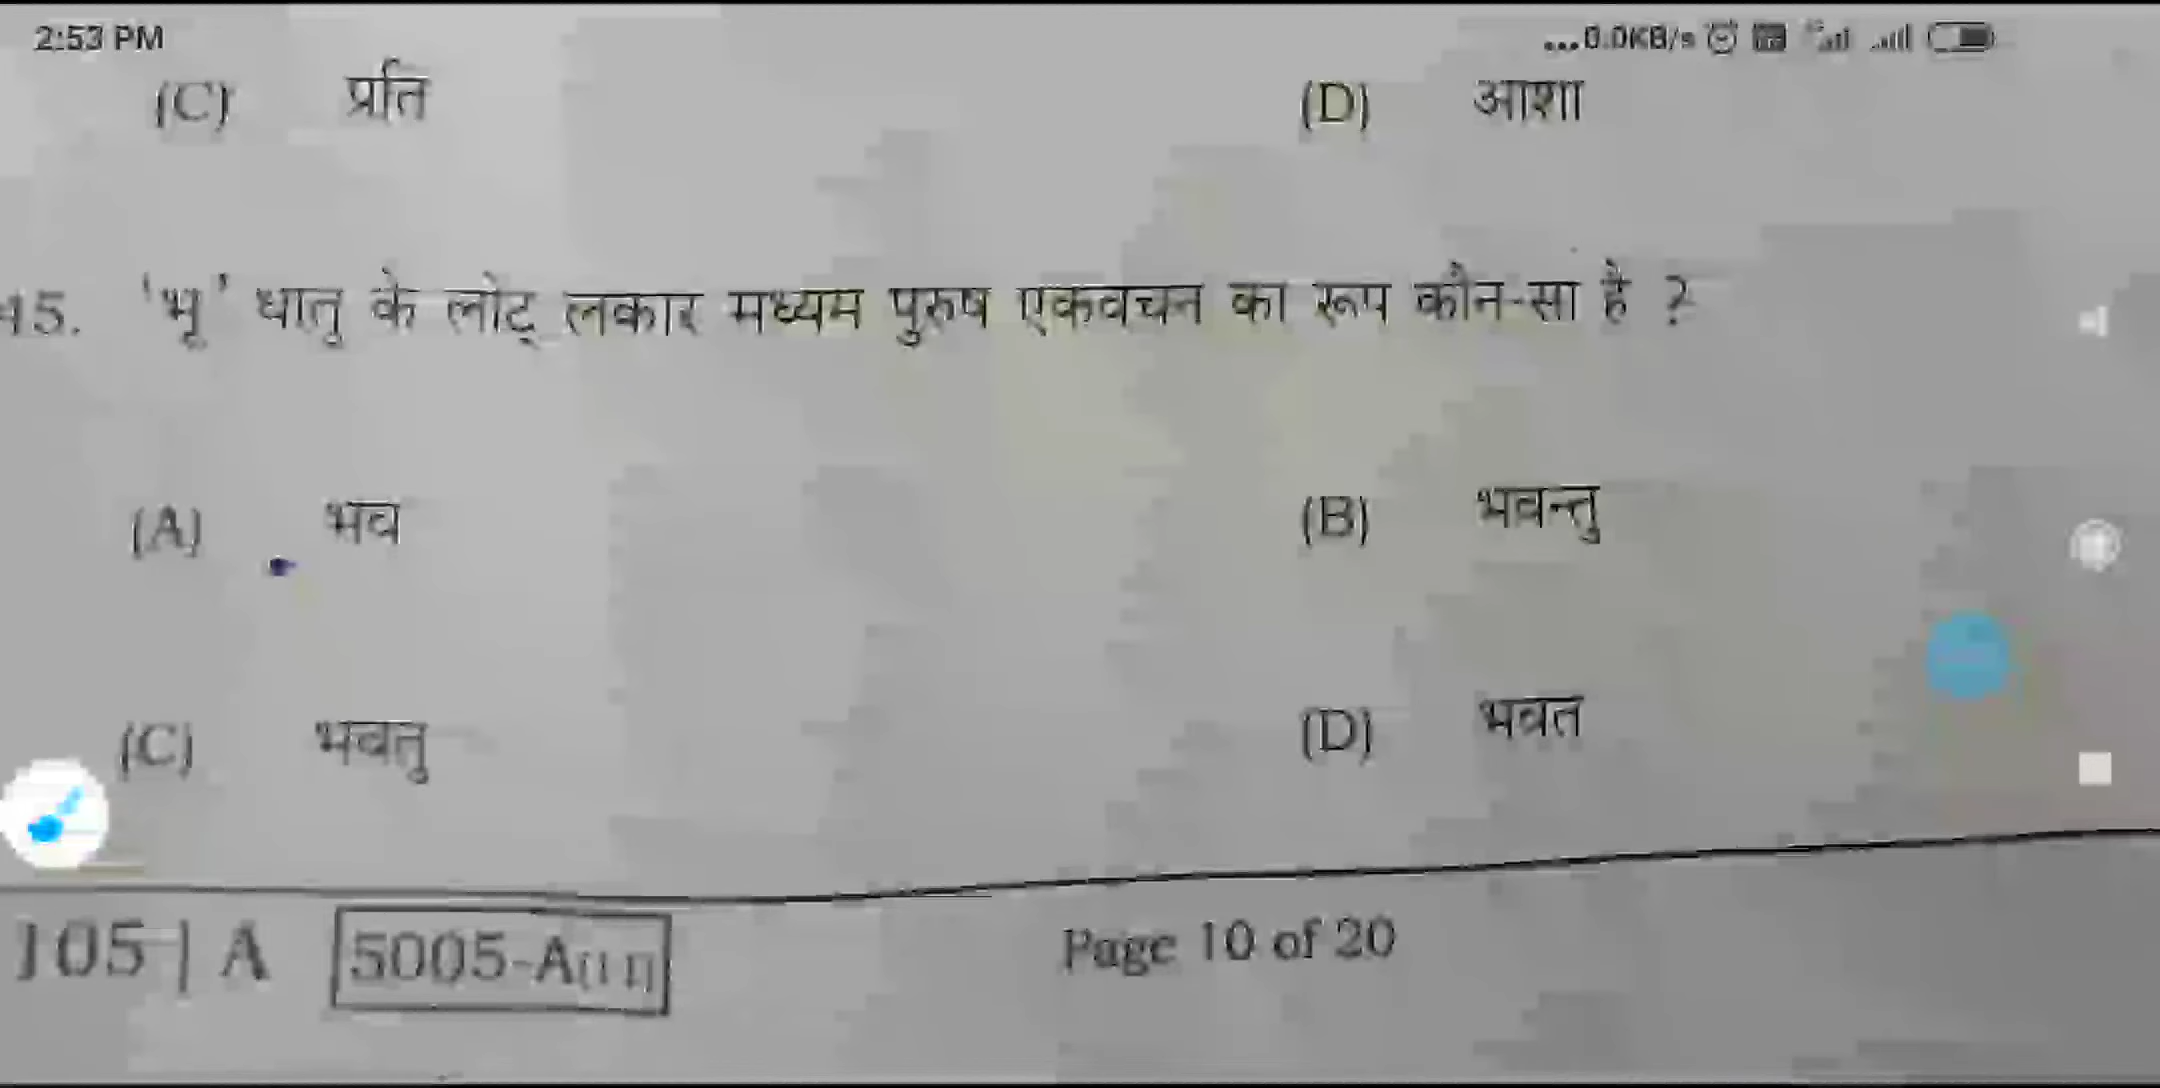 2:53 PM ...0.0KB/s
(C) प्रति (D) आशा
45. 'भू' धातु के लोट् लकार मध्यम पुरुष एकवचन का रूप कौन-सा है ?
(A) भव (B) भवन्तु
(C) भवतु (D) भवत
105 | A 5005-A(11) Page 10 of 20